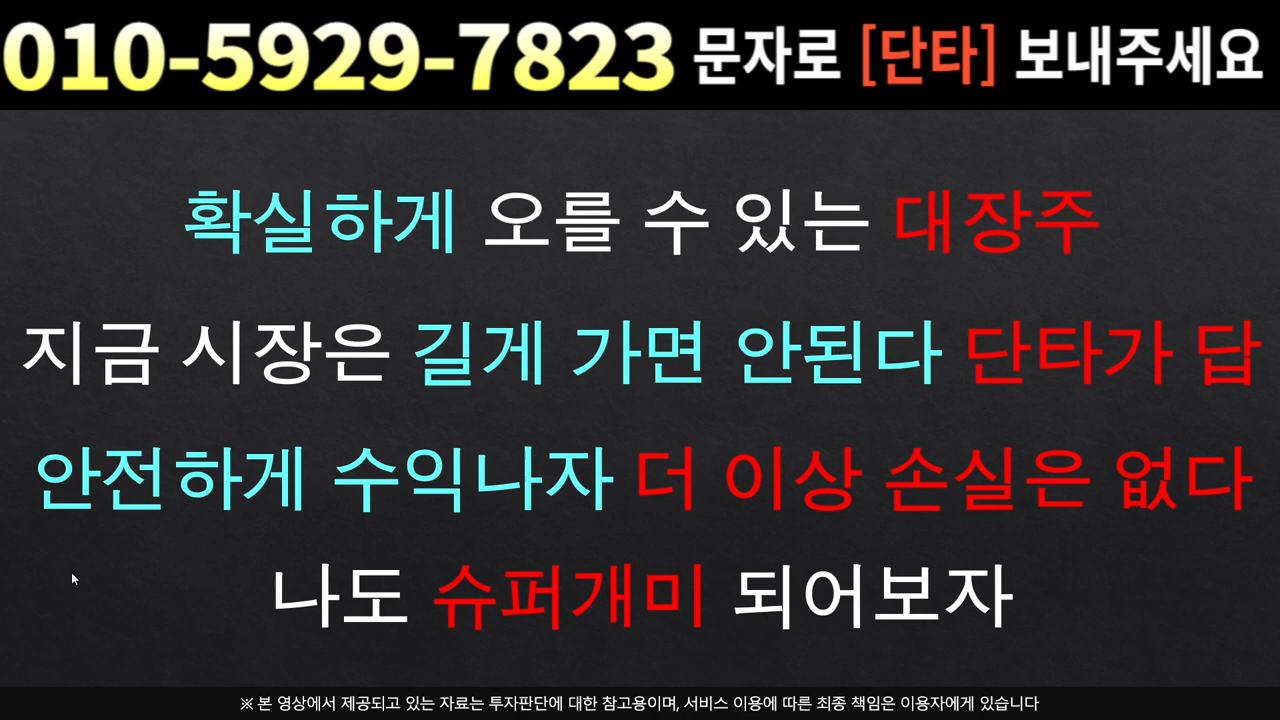 010-5929-7823 문자로 [단타] 보내주세요
확실하게 오를 수 있는 대장주
지금 시장은 길게 가면 안된다 단타가 답
안전하게 수익나자 더 이상 손실은 없다
나도 슈퍼개미 되어보자
※ 본 영상에서 제공되고 있는 자료는 투자판단에 대한 참고용이며, 서비스 이용에 따른 최종 책임은 이용자에게 있습니다